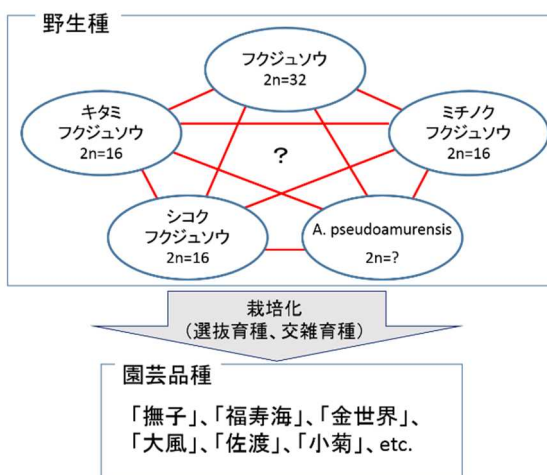 野生種
フクジュソウ
2n=32
キタミ
フクジュソウ
2n=16
ミチノク
フクジュソウ
2n=16
?
シコク
フクジュソウ
2n=16
A. pseudoamurensis
2n=?
栽培化
（選抜育種、交雑育種）
園芸品種
「撫子」、「福寿海」、「金世界」、
「大風」、「佐渡」、「小菊」、etc.